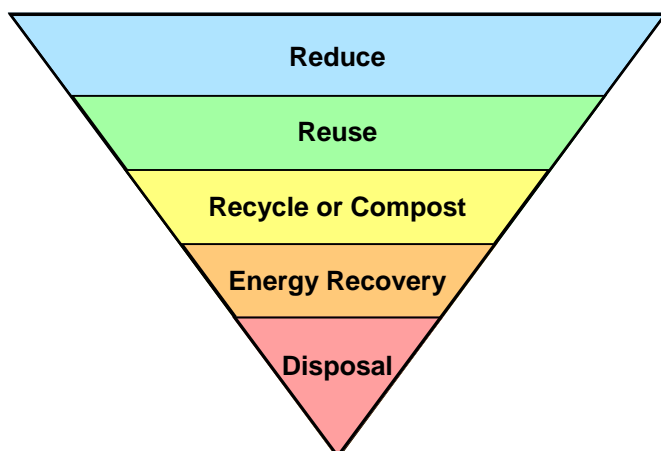 Reduce
Reuse
Recycle or Compost
Energy Recovery
Disposal